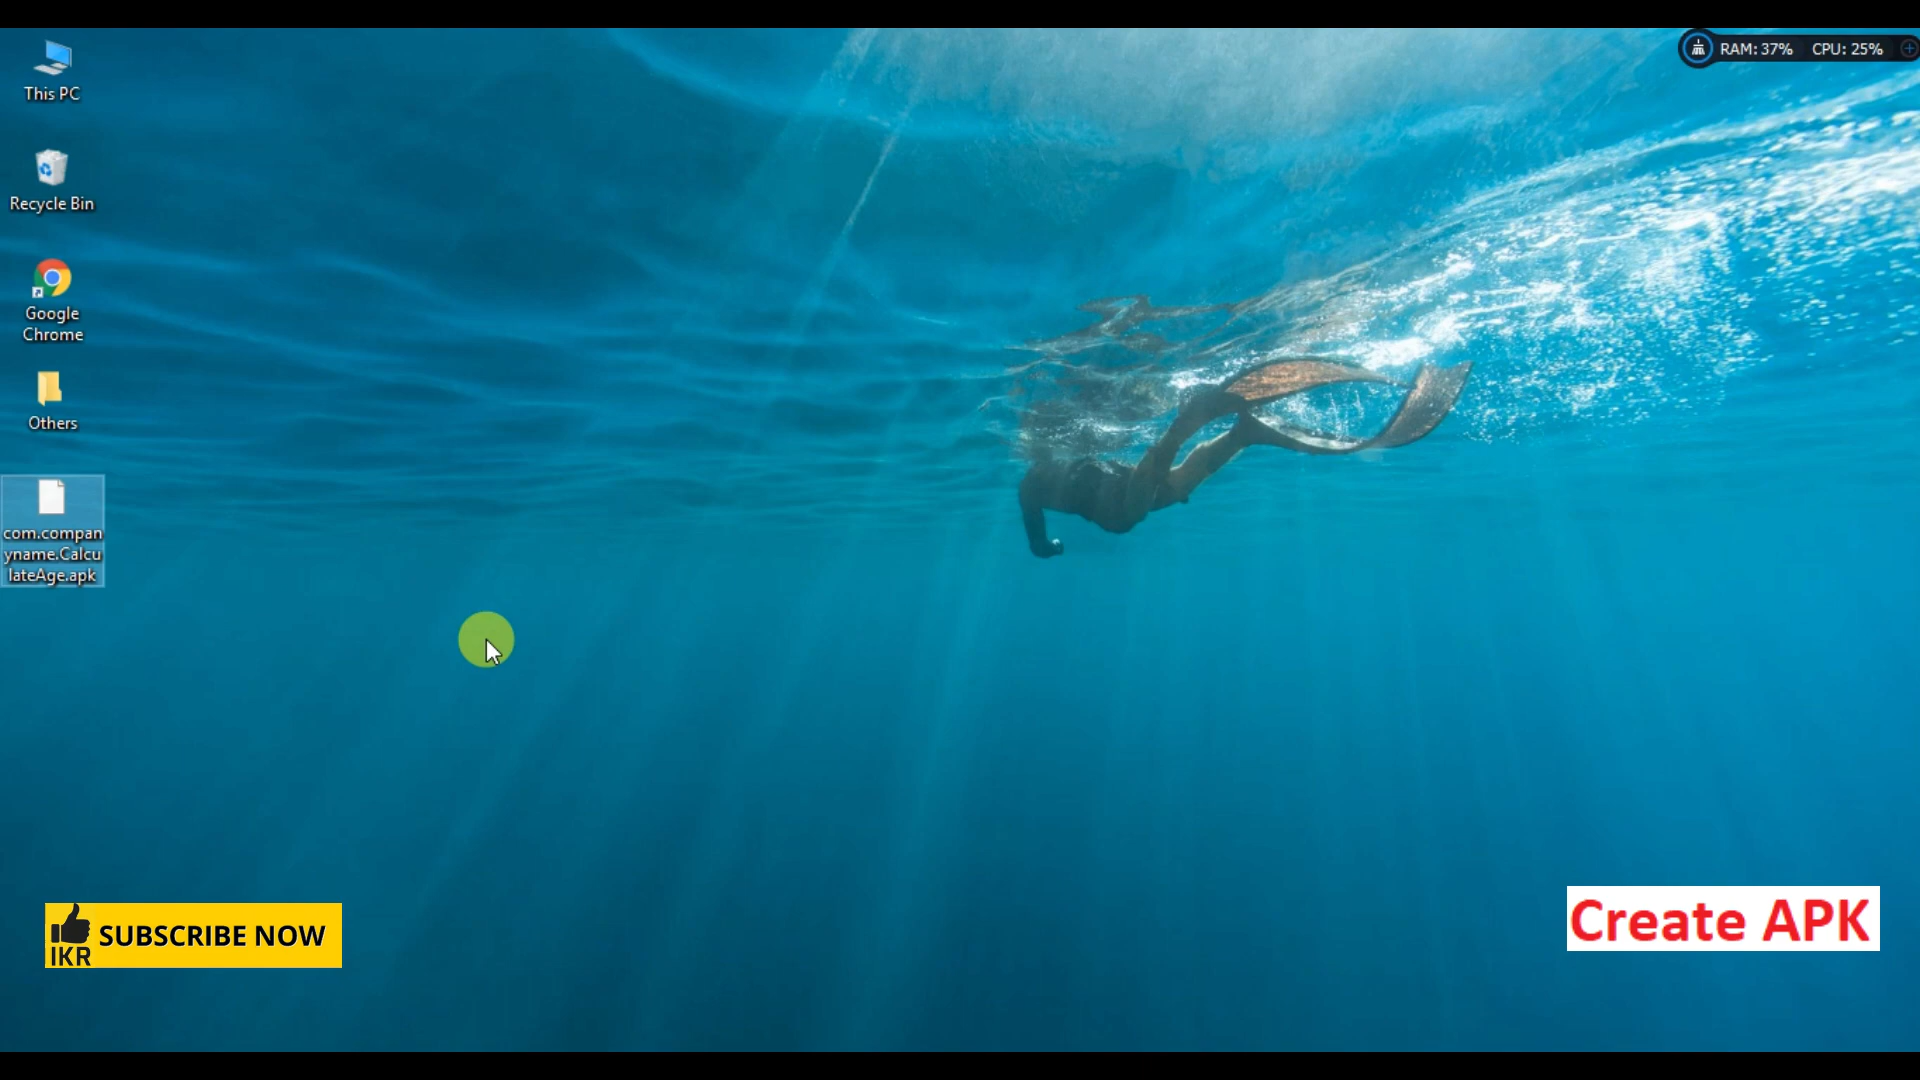 This PC
Recycle Bin
Google
Chrome
Others
com.compan
yname.Calcu
lateAge.apk
RAM: 37% CPU: 25%
IKR
SUBSCRIBE NOW
Create APK